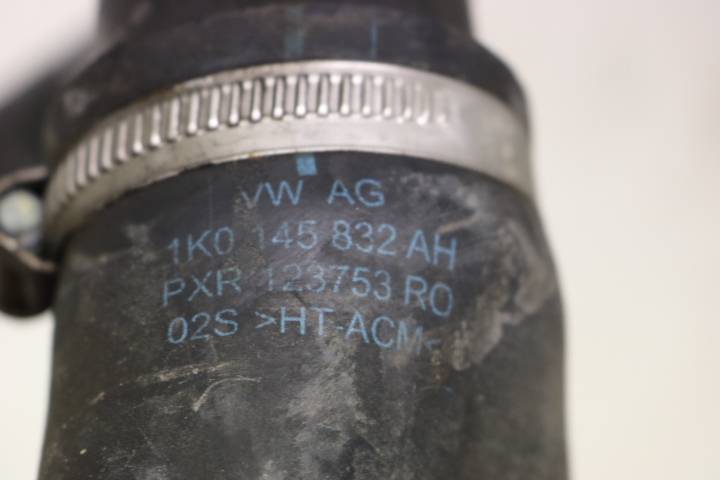 VW AG
1K0 145 832 AH
PXR 123753 RO
02S >HT-ACM<